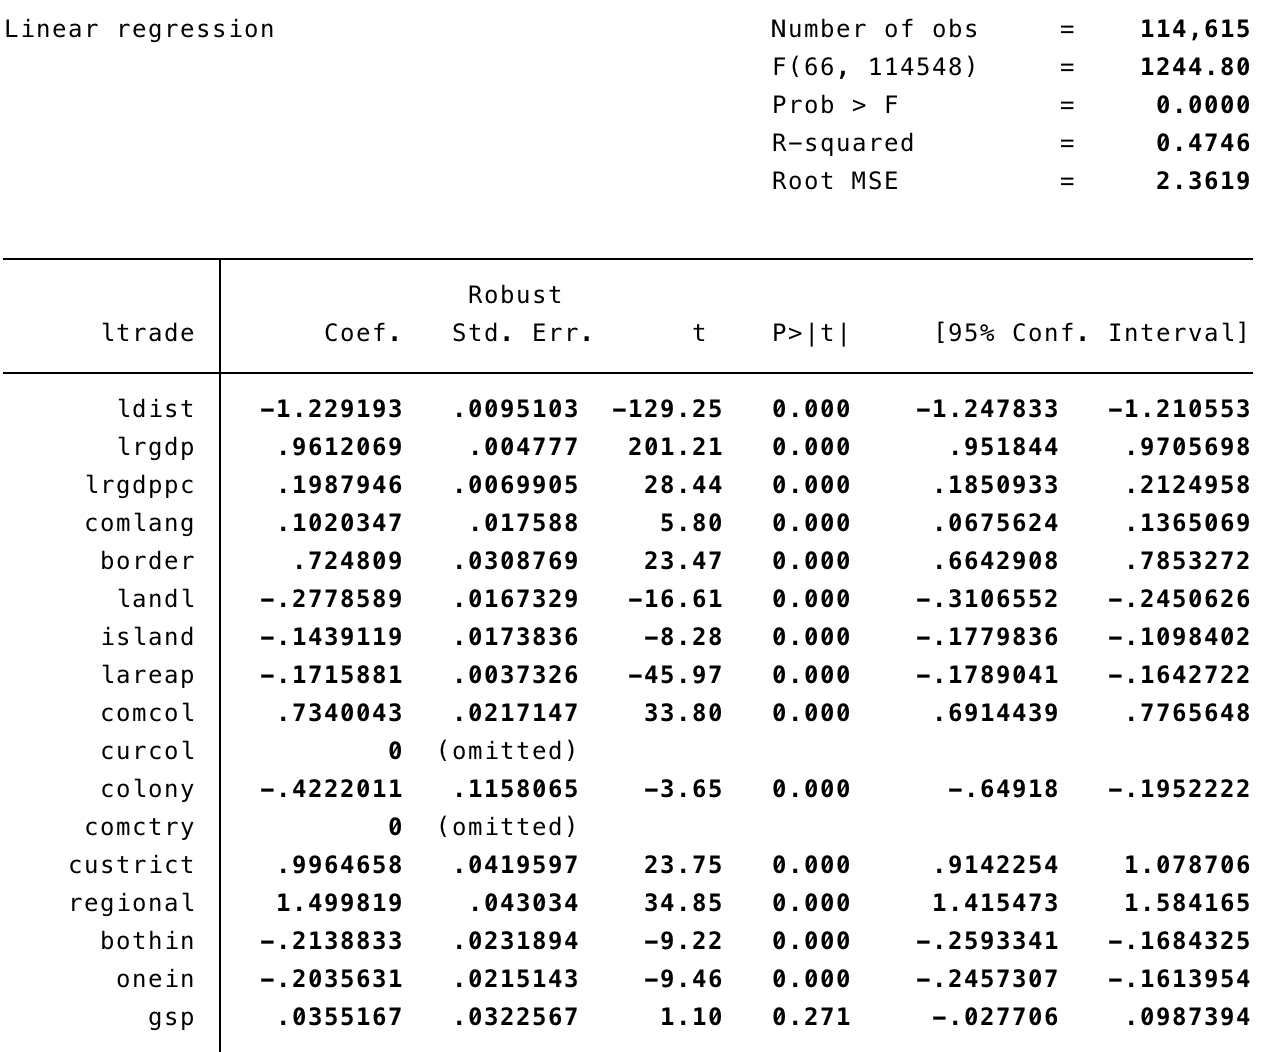 Linear regression Number of obs = 114,615
F(66, 114548) = 1244.80
Prob > F = 0.0000
R-squared = 0.4746
Root MSE = 2.3619
Robust
ltrade Coef. Std. Err. t P>|t| [95% Conf. Interval]
ldist -1.229193 .0095103 -129.25 0.000 -1.247833 -1.210553
lrgdp .9612069 .004777 201.21 0.000 .951844 .9705698
lrgdppc .1987946 .0069905 28.44 0.000 .1850933 .2124958
comlang .1020347 .017588 5.80 0.000 .0675624 .1365069
border .724809 .0308769 23.47 0.000 .6642908 .7853272
landl -.2778589 .0167329 -16.61 0.000 -.3106552 -.2450626
island -.1439119 .0173836 -8.28 0.000 -.1779836 -.1098402
lareap -.1715881 .0037326 -45.97 0.000 -.1789041 -.1642722
comcol .7340043 .0217147 33.80 0.000 .6914439 .7765648
curcol 0 (omitted)
colony -.4222011 .1158065 -3.65 0.000 -.64918 -.1952222
comctry 0 (omitted)
custrict .9964658 .0419597 23.75 0.000 .9142254 1.078706
regional 1.499819 .043034 34.85 0.000 1.415473 1.584165
bothin -.2138833 .0231894 -9.22 0.000 -.2593341 -.1684325
onein -.2035631 .0215143 -9.46 0.000 -.2457307 -.1613954
gsp .0355167 .0322567 1.10 0.271 -.027706 .0987394